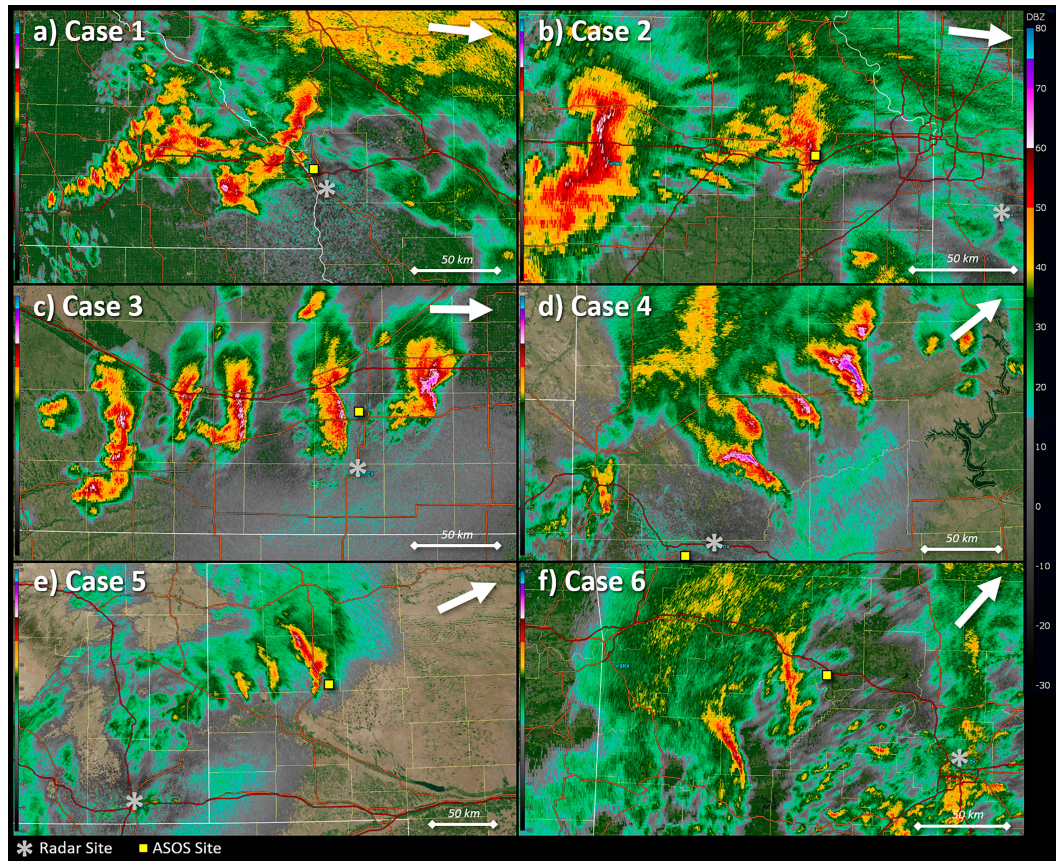 a) Case 1
50 km
b) Case 2
50 km
DBZ
80
70
60
50
40
30
20
10
0
-10
-20
-30
c) Case 3
50 km
d) Case 4
50 km
e) Case 5
50 km
f) Case 6
KSRX
50 km
Radar Site
ASOS Site